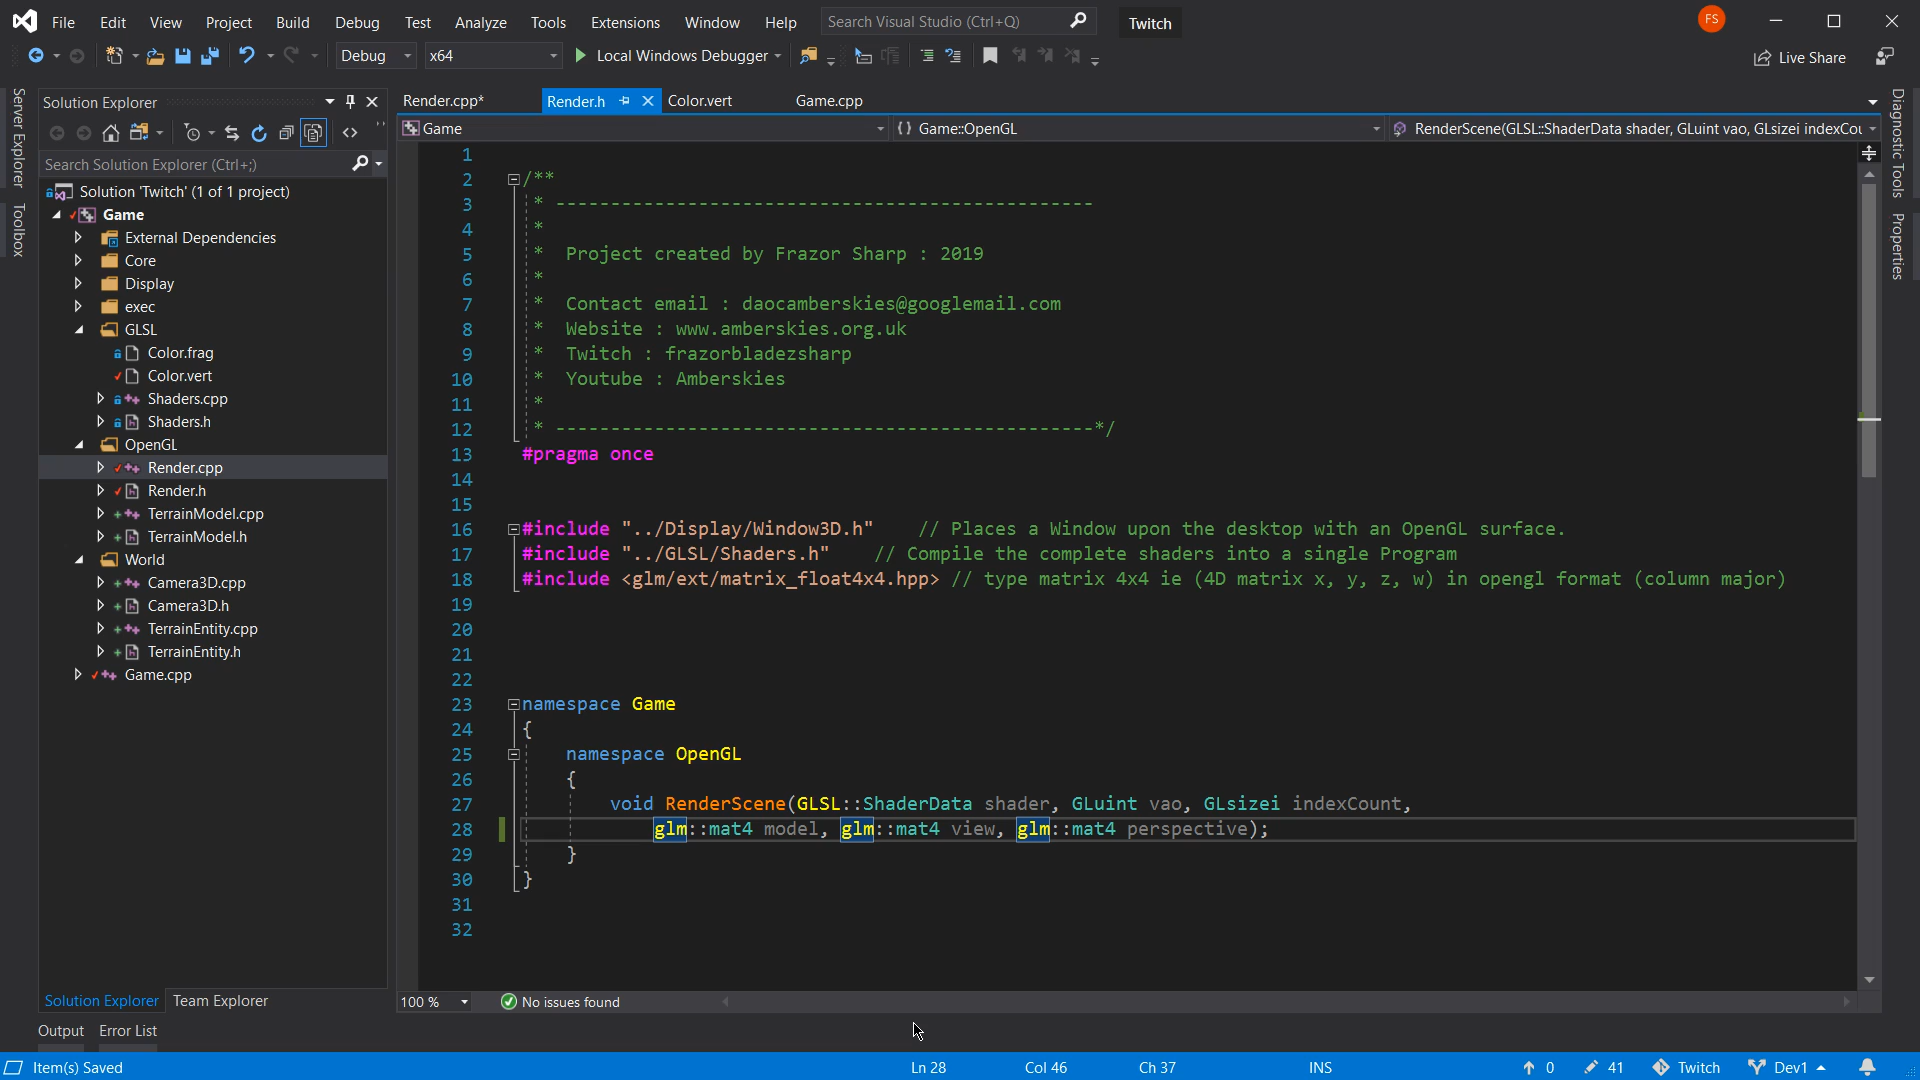 File Edit View Project Build Debug Test Analyze Tools Extensions Window Help Search Visual Studio (Ctrl+Q) Twitch FS
Debug x64 Local Windows Debugger Live Share
Server Explorer
Toolbox
Solution Explorer
Search Solution Explorer (Ctrl+;)
Solution 'Twitch' (1 of 1 project)
Game
External Dependencies
Core
Display
exec
GLSL
Color.frag
Color.vert
Shaders.cpp
Shaders.h
OpenGL
Render.cpp
Render.h
TerrainModel.cpp
TerrainModel.h
World
Camera3D.cpp
Camera3D.h
TerrainEntity.cpp
TerrainEntity.h
Game.cpp
Solution Explorer Team Explorer
Render.cpp* Render.h Color.vert Game.cpp
Game {} Game::OpenGL RenderScene(GLSL::ShaderData shader, GLuint vao, GLsizei indexCou
1
2 /**
3 * -------------------------------------------------
4 *
5 * Project created by Frazor Sharp : 2019
6 *
7 * Contact email : daocamberskies@googlemail.com
8 * Website : www.amberskies.org.uk
9 * Twitch : frazorbladezsharp
10 * Youtube : Amberskies
11 *
12 * -------------------------------------------------*/
13 #pragma once
14
15
16 #include "../Display/Window3D.h" // Places a Window upon the desktop with an OpenGL surface.
17 #include "../GLSL/Shaders.h" // Compile the complete shaders into a single Program
18 #include <glm/ext/matrix_float4x4.hpp> // type matrix 4x4 ie (4D matrix x, y, z, w) in opengl format (column major)
19
20
21
22
23 namespace Game
24 {
25 namespace OpenGL
26 {
27 void RenderScene(GLSL::ShaderData shader, GLuint vao, GLsizei indexCount,
28 glm::mat4 model, glm::mat4 view, glm::mat4 perspective);
29 }
30 }
31
32
100 % No issues found
Diagnostic Tools
Properties
Output Error List
Item(s) Saved Ln 28 Col 46 Ch 37 INS 0 41 Twitch Dev1